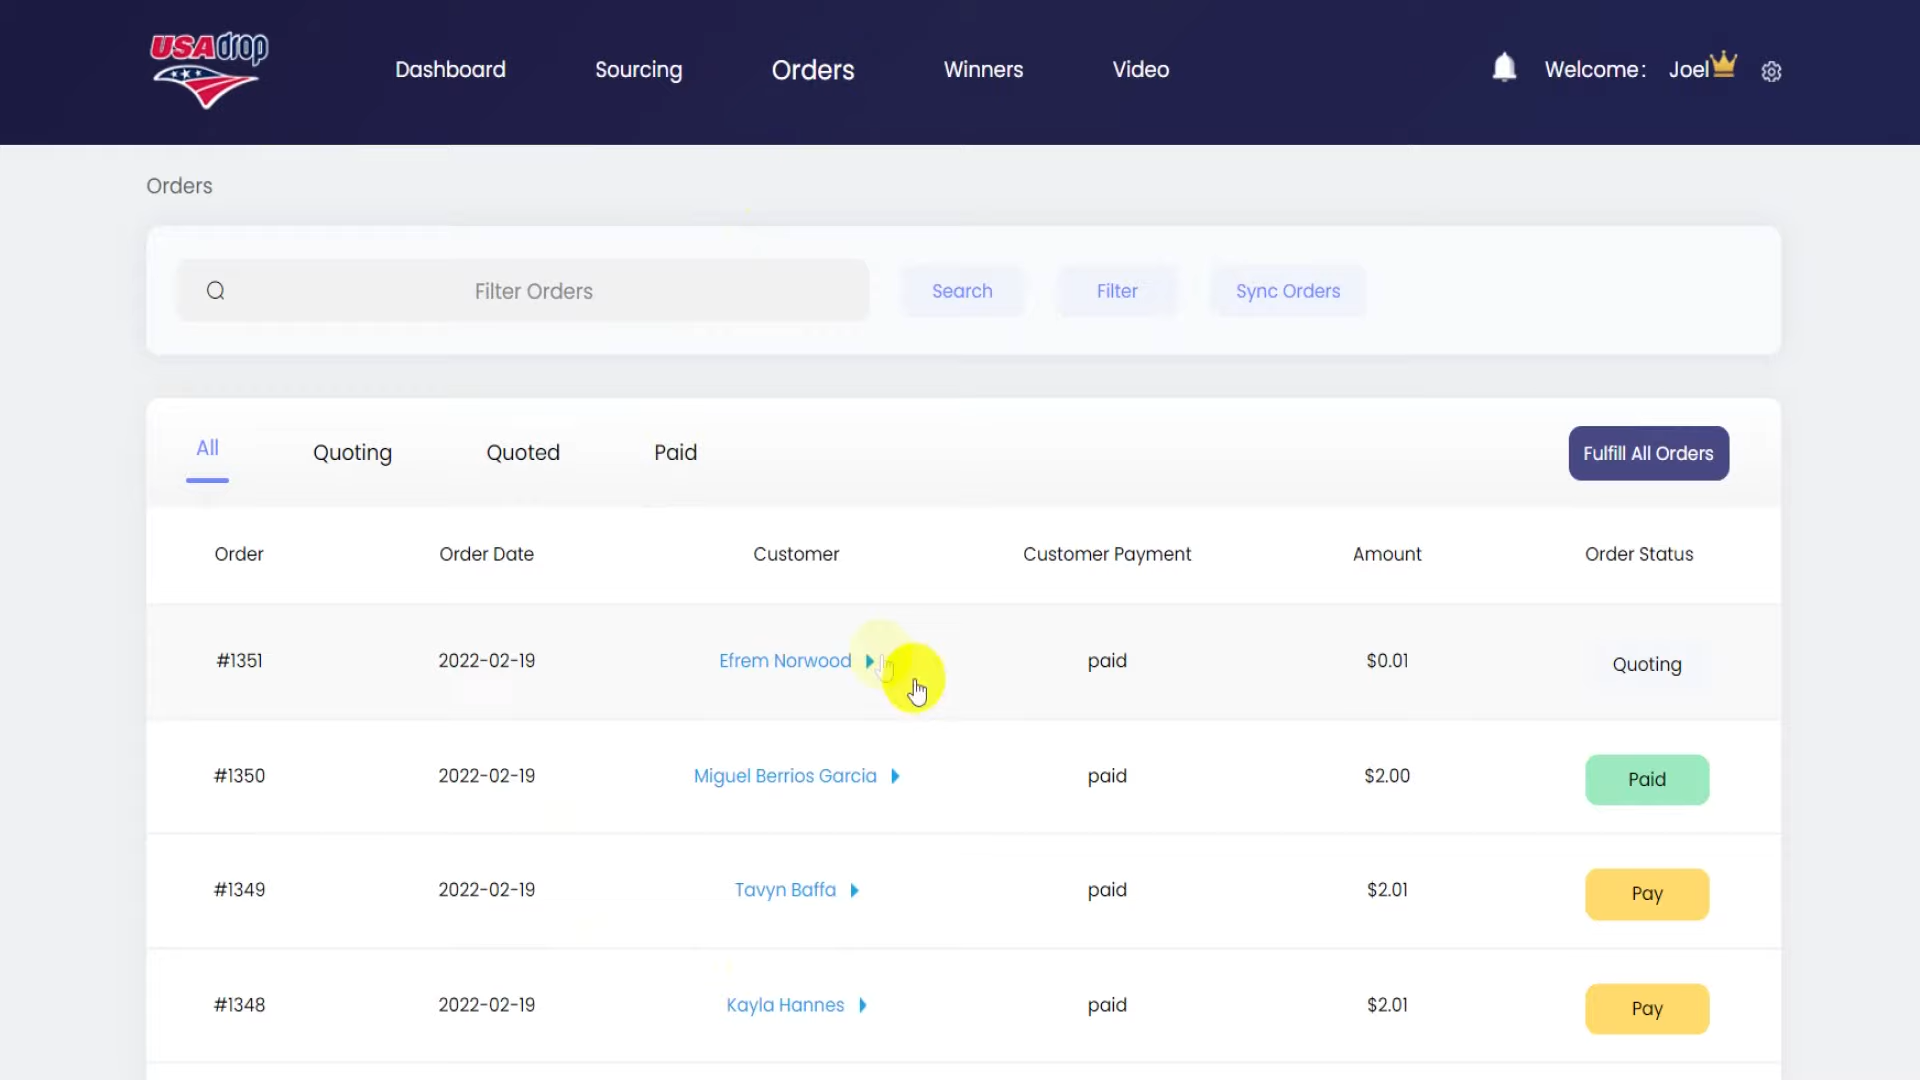 USAdrop
Dashboard Sourcing Orders Winners Video Welcome: Joel
Orders
Filter Orders Search Filter Sync Orders
All Quoting Quoted Paid Fulfill All Orders
Order Order Date Customer Customer Payment Amount Order Status
#1351 2022-02-19 Efrem Norwood paid $0.01 Quoting
#1350 2022-02-19 Miguel Berrios Garcia paid $2.00 Paid
#1349 2022-02-19 Tavyn Baffa paid $2.01 Pay
#1348 2022-02-19 Kayla Hannes paid $2.01 Pay